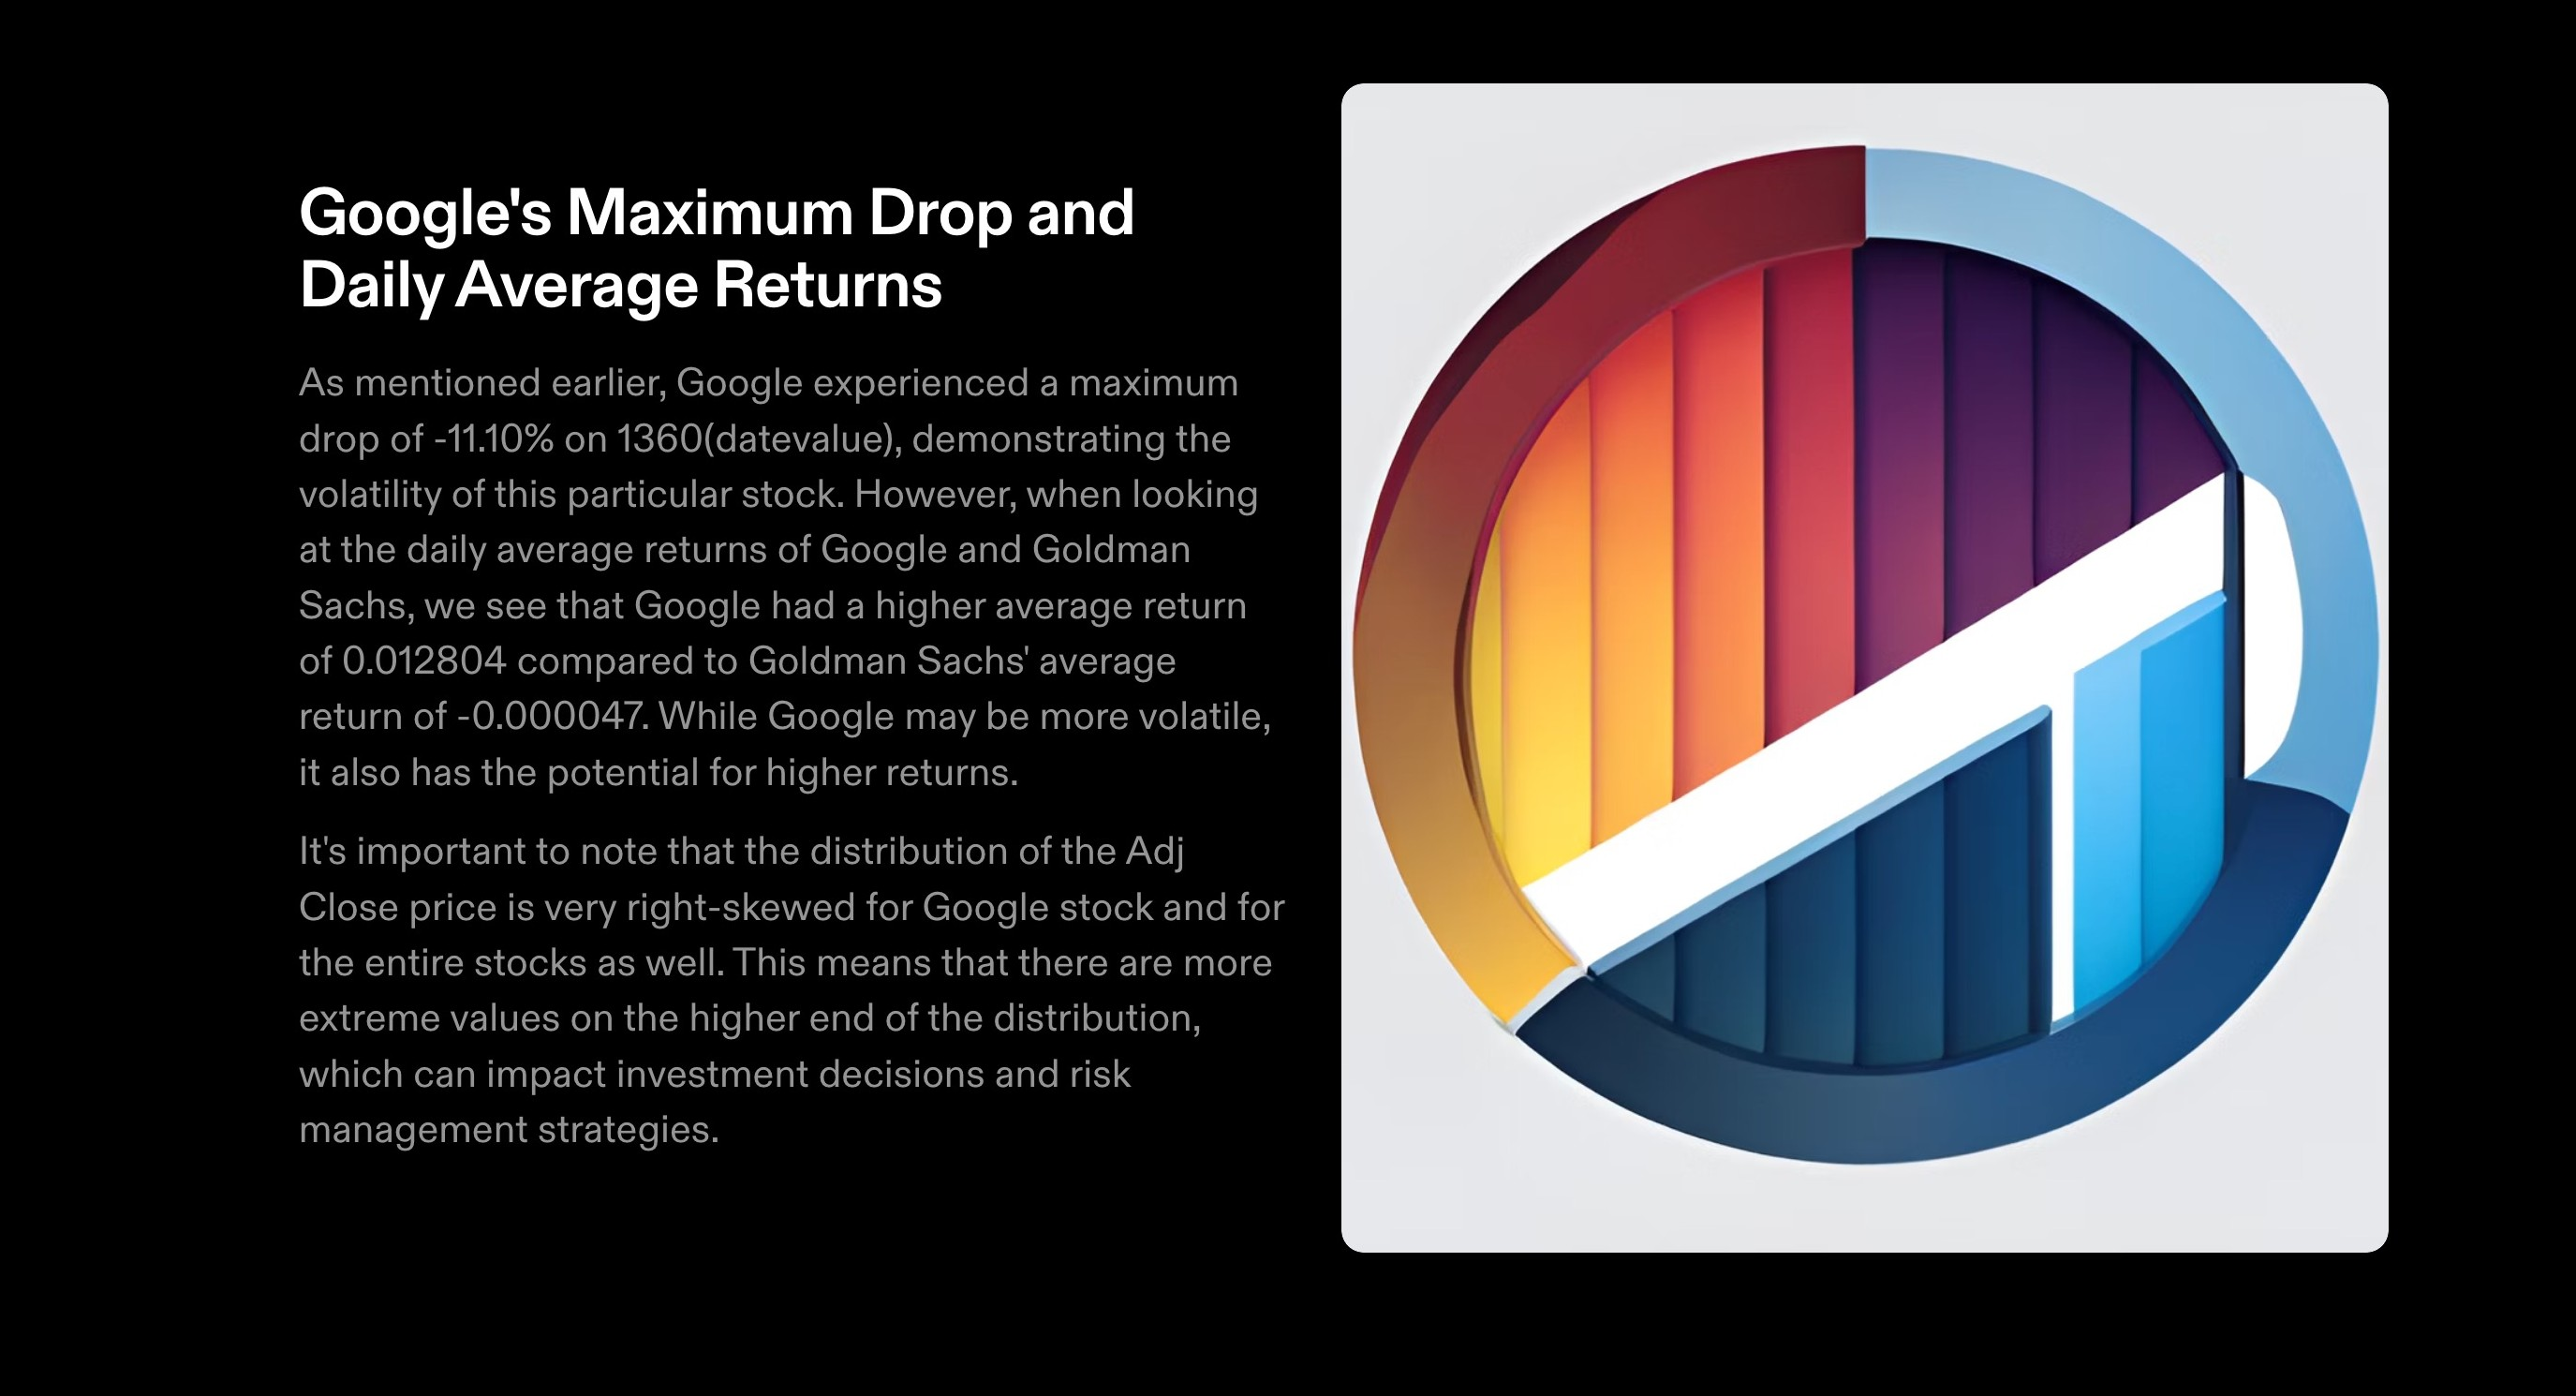 Google's Maximum Drop and
Daily Average Returns
As mentioned earlier, Google experienced a maximum
drop of -11.10% on 1360(datevalue), demonstrating the
volatility of this particular stock. However, when looking
at the daily average returns of Google and Goldman
Sachs, we see that Google had a higher average return
of 0.012804 compared to Goldman Sachs' average
return of -0.000047. While Google may be more volatile,
it also has the potential for higher returns.
It's important to note that the distribution of the Adj
Close price is very right-skewed for Google stock and for
the entire stocks as well. This means that there are more
extreme values on the higher end of the distribution,
which can impact investment decisions and risk
management strategies.